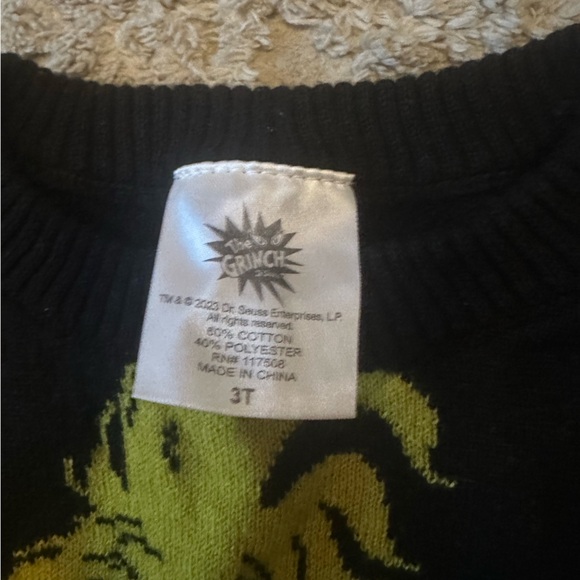 The
GRINCH
TM & © 2023 Dr. Seuss Enterprises, L.P.
All rights reserved.
60% COTTON
40% POLYESTER
RN# 117508
MADE IN CHINA
3T